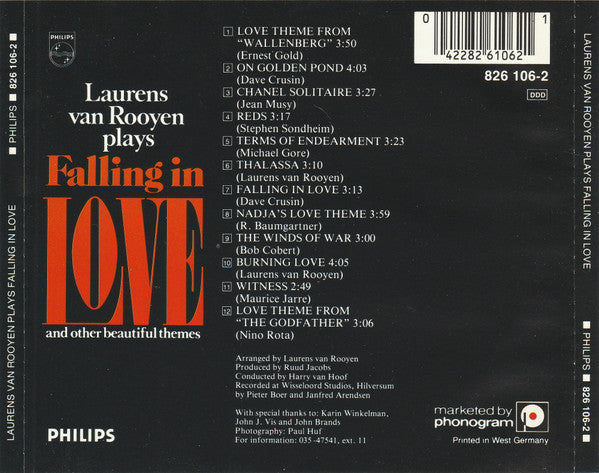 LAURENS VAN ROOYEN PLAYS FALLING IN LOVE ■ PHILIPS ■ 826 106-2 ■
PHILIPS
Laurens
van Rooyen
plays
Falling in
LOVE
and other beautiful themes
PHILIPS
1 LOVE THEME FROM
"WALLENBERG" 3:50
(Ernest Gold)
2 ON GOLDEN POND 4:03
(Dave Crusin)
3 CHANEL SOLITAIRE 3:27
(Jean Musy)
4 REDS 3:17
(Stephen Sondheim)
5 TERMS OF ENDEARMENT 3:23
(Michael Gore)
6 THALASSA 3:10
(Laurens van Rooyen)
7 FALLING IN LOVE 3:13
(Dave Crusin)
8 NADJA'S LOVE THEME 3:59
(R. Baumgartner)
9 THE WINDS OF WAR 3:00
(Bob Cobert)
10 BURNING LOVE 4:05
(Laurens van Rooyen)
11 WITNESS 2:49
(Maurice Jarre)
12 LOVE THEME FROM
"THE GODFATHER" 3:06
(Nino Rota)
Arranged by Laurens van Rooyen
Produced by Ruud Jacobs
Conducted by Harry van Hoof
Recorded at Wisseloord Studios, Hilversum
by Pieter Boer and Janfred Arendsen
With special thanks to: Karin Winkelman,
John J. Vis and John Brands
Photography: Paul Huf
For information: 035-47541, ext. 11
0 42282 61062 01
826 106-2
DDD
marketed by
phonogram
p
Printed in West Germany
LAURENS VAN ROOYEN PLAYS FALLING IN LOVE ■ PHILIPS ■ 826 106-2 ■